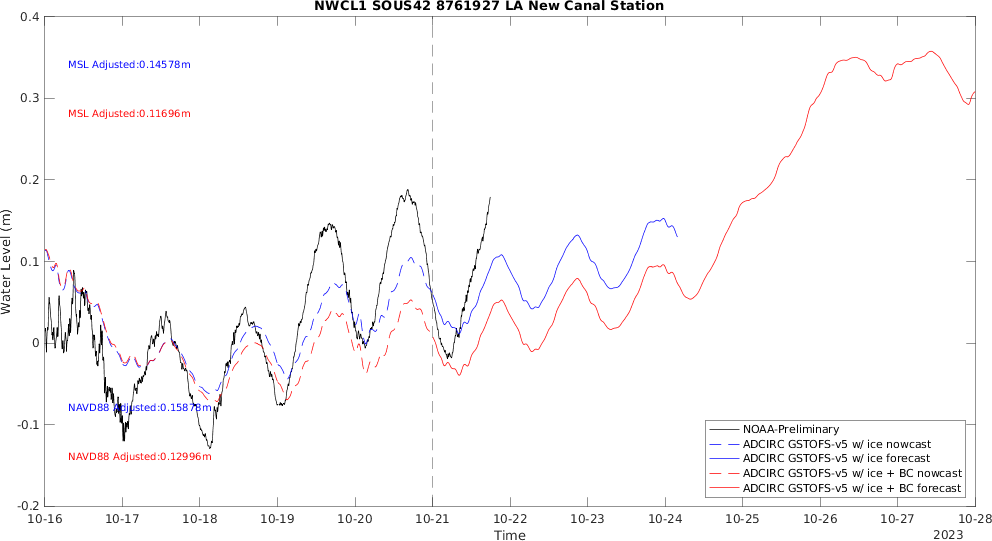 NWCL1 SOUS42 8761927 LA New Canal Station
0.4
0.3
0.2
0.1
0
-0.1
-0.2
Water Level (m)
MSL Adjusted:0.14578m
MSL Adjusted:0.11696m
NAVD88 Adjusted:0.15878m
NAVD88 Adjusted:0.12996m
NOAA-Preliminary
ADCIRC GSTOFS-v5 w/ ice nowcast
ADCIRC GSTOFS-v5 w/ ice forecast
ADCIRC GSTOFS-v5 w/ ice + BC nowcast
ADCIRC GSTOFS-v5 w/ ice + BC forecast
10-16 10-17 10-18 10-19 10-20 10-21 10-22 10-23 10-24 10-25 10-26 10-27 10-28
Time
2023